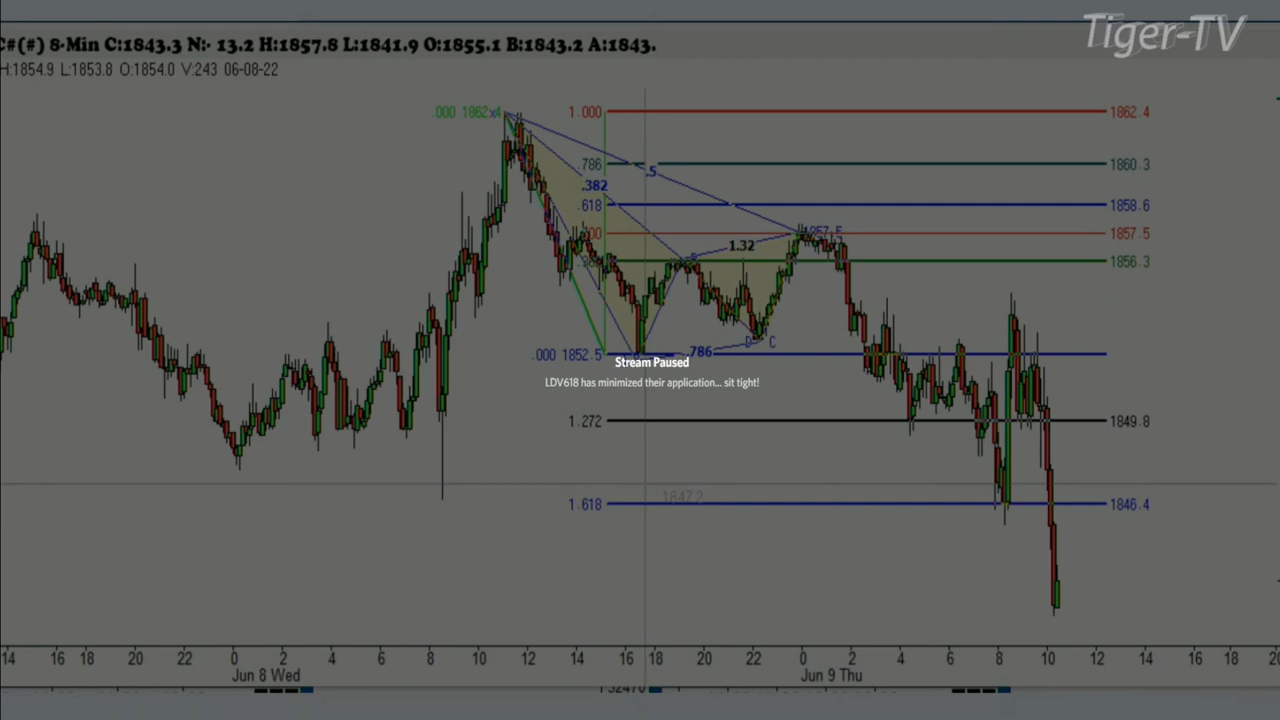 Tiger-TV
C#(#) 8-Min C:1843.3 N:- 13.2 H:1857.8 L:1841.9 O:1855.1 B:1843.2 A:1843.
H:1854.9 L:1853.8 O:1854.0 V:243 06-08-22
.000 1862.4
1.000 1862.4
.786 1860.3
.5
.382
.618 1858.6
1857.5
1857.5
1.32
1856.3
B C
.786
.000 1852.5
Stream Paused
LDV618 has minimized their application... sit tight!
1.272 1849.8
1847.2
1.618 1846.4
14 16 18 20 22 0 2 4 6 8 10 12 14 16 18 20 22 0 2 4 6 8 10 12 14 16 18 20
Jun 8 Wed Jun 9 Thu